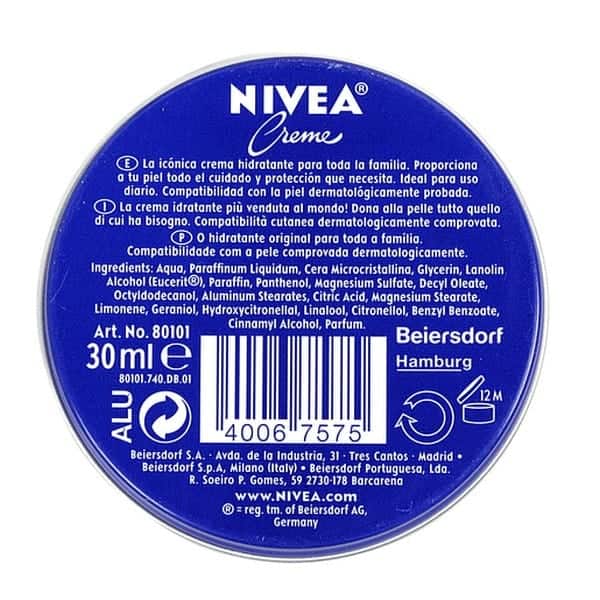 NIVEA®
Creme
E La icónica crema hidratante para toda la familia. Proporciona
a tu piel todo el cuidado y protección que necesita. Ideal para uso
diario. Compatibilidad con la piel dermatológicamente probada.
I La crema idratante più venduta al mondo! Dona alla pelle tutto quello
di cui ha bisogno. Compatibilità cutanea dermatologicamente comprovata.
P O hidratante original para toda a família.
Compatibilidade com a pele comprovada dermatologicamente.
Ingredients: Aqua, Paraffinum Liquidum, Cera Microcristallina, Glycerin, Lanolin
Alcohol (Eucerit®), Paraffin, Panthenol, Magnesium Sulfate, Decyl Oleate,
Octyldodecanol, Aluminum Stearates, Citric Acid, Magnesium Stearate,
Limonene, Geraniol, Hydroxycitronellal, Linalool, Citronellol, Benzyl Benzoate,
Cinnamyl Alcohol, Parfum.
Art. No. 80101
30 ml e
80101.740.DB.01
Beiersdorf
Hamburg
ALU
12 M
4006 7575
Beiersdorf S.A. · Avda. de la Industria, 31 · Tres Cantos · Madrid •
Beiersdorf S.p.A, Milano (Italy) • Beiersdorf Portuguesa, Lda.
R. Soeiro P. Gomes, 59 2730-178 Barcarena
www.NIVEA.com
® = reg. tm. of Beiersdorf AG,
Germany